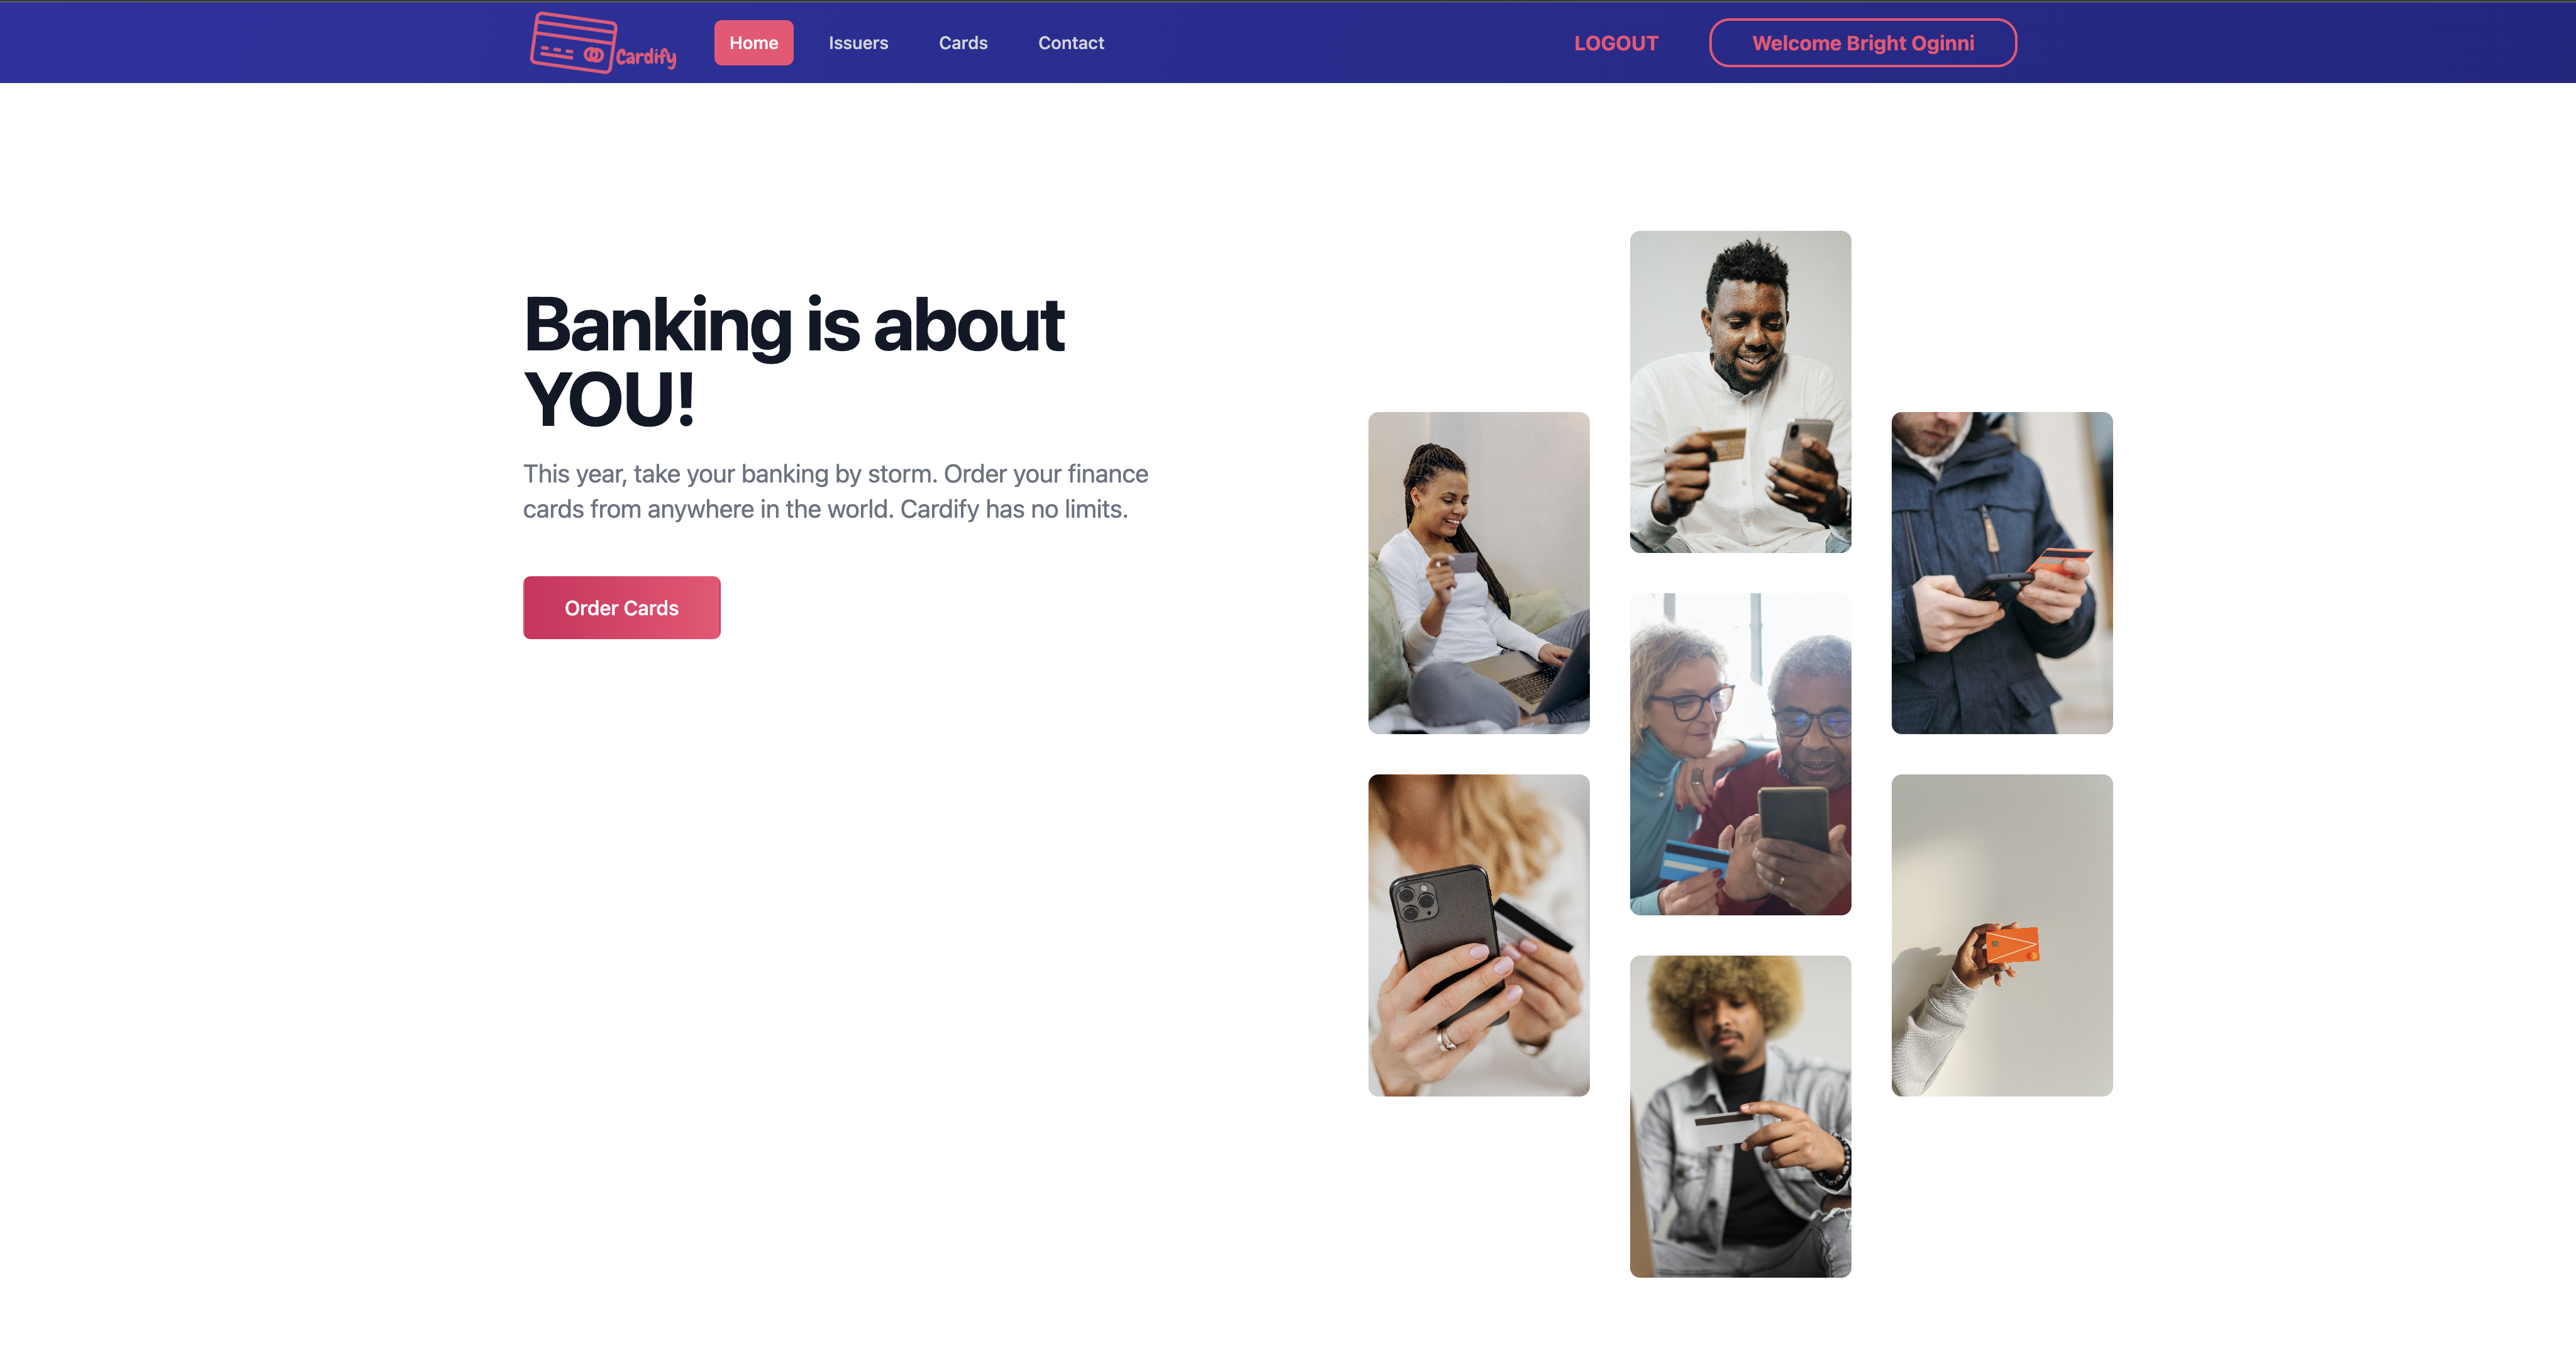 Cardify
Home
Issuers
Cards
Contact
LOGOUT
Welcome Bright Oginni
Banking is about
YOU!
This year, take your banking by storm. Order your finance
cards from anywhere in the world. Cardify has no limits.
Order Cards